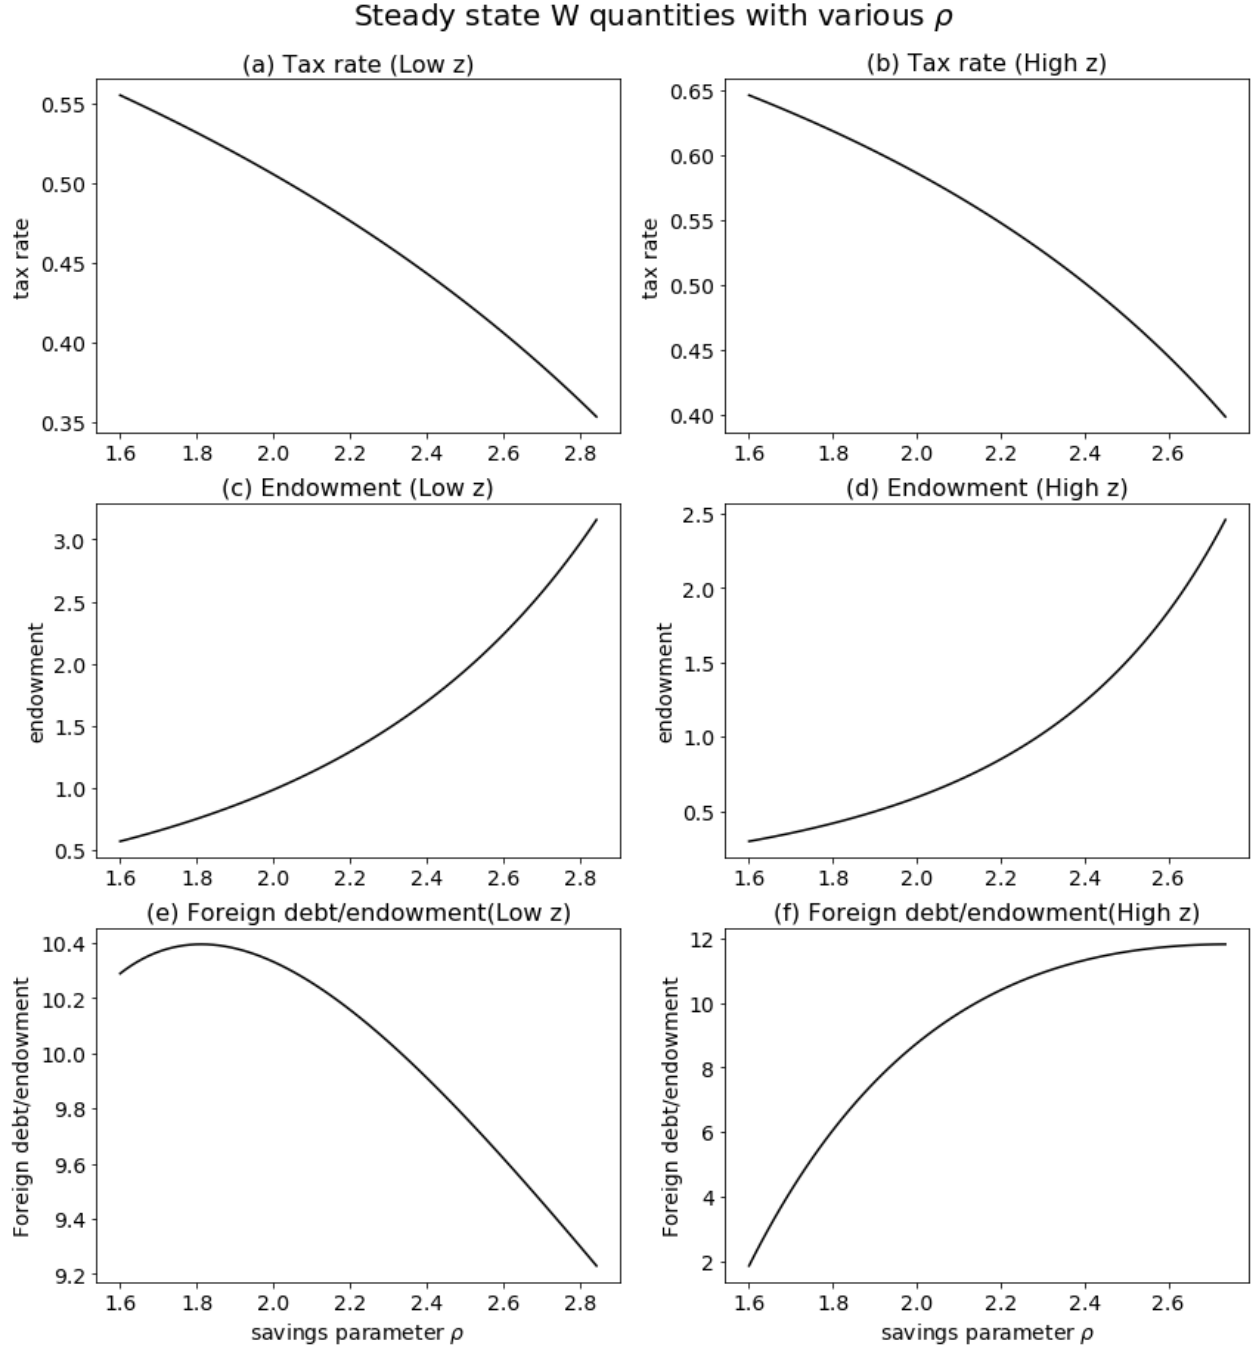 Steady state W quantities with various ρ
(a) Tax rate (Low z)
0.55
0.50
0.45
0.40
0.35
tax rate
1.6 1.8 2.0 2.2 2.4 2.6 2.8
(b) Tax rate (High z)
0.65
0.60
0.55
0.50
0.45
0.40
tax rate
1.6 1.8 2.0 2.2 2.4 2.6
(c) Endowment (Low z)
3.0
2.5
2.0
1.5
1.0
0.5
endowment
1.6 1.8 2.0 2.2 2.4 2.6 2.8
(d) Endowment (High z)
2.5
2.0
1.5
1.0
0.5
endowment
1.6 1.8 2.0 2.2 2.4 2.6
(e) Foreign debt/endowment(Low z)
10.4
10.2
10.0
9.8
9.6
9.4
9.2
Foreign debt/endowment
1.6 1.8 2.0 2.2 2.4 2.6 2.8
savings parameter ρ
(f) Foreign debt/endowment(High z)
12
10
8
6
4
2
Foreign debt/endowment
1.6 1.8 2.0 2.2 2.4 2.6
savings parameter ρ